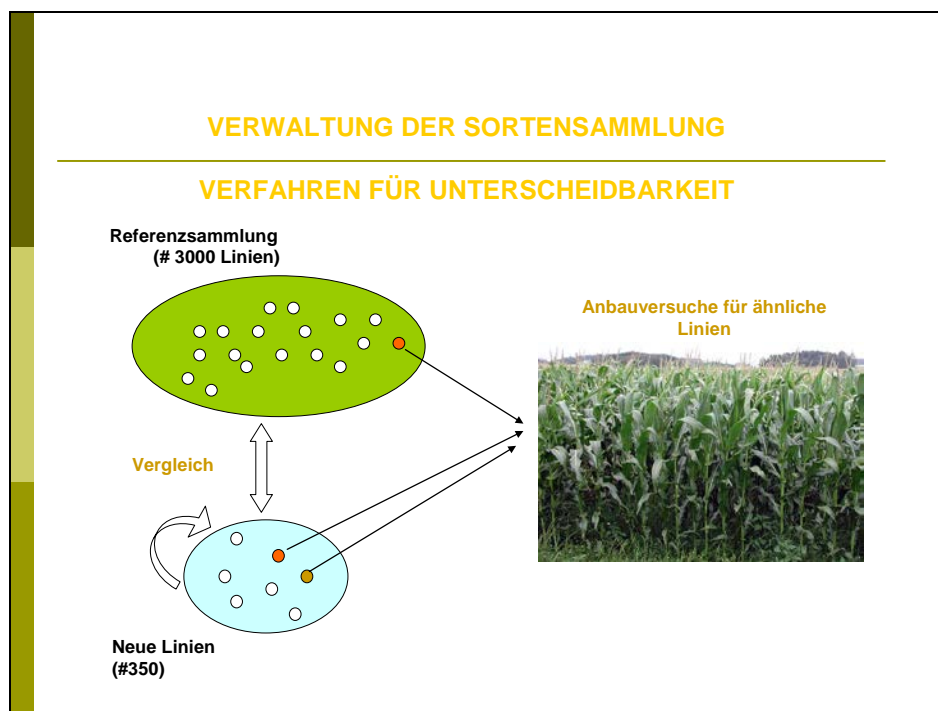 VERWALTUNG DER SORTENSAMMLUNG
VERFAHREN FÜR UNTERSCHEIDBARKEIT
Referenzsammlung
(# 3000 Linien)
Anbauversuche für ähnliche
Linien
Vergleich
Neue Linien
(#350)